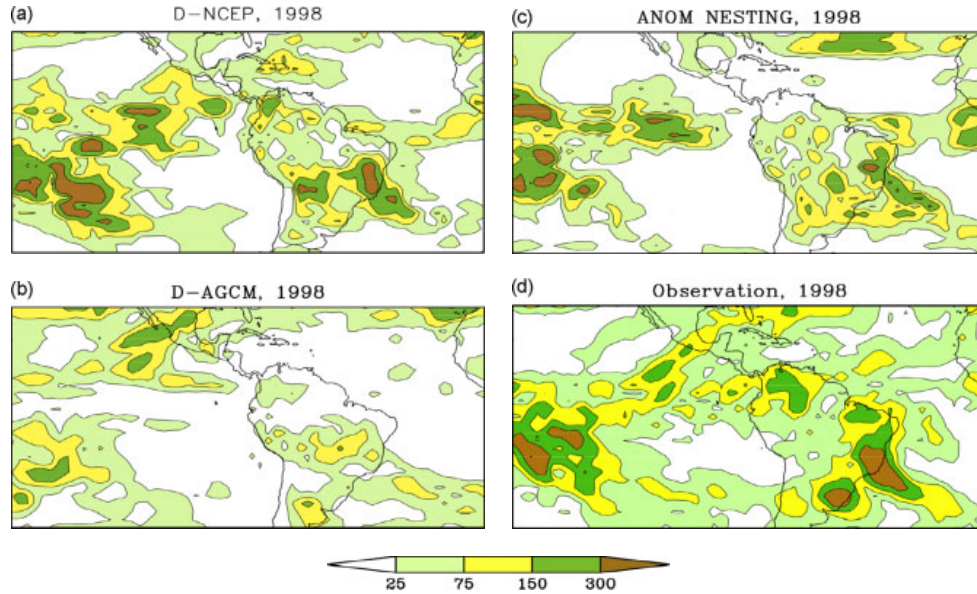 (a)
D-NCEP, 1998
(c)
ANOM NESTING, 1998
(b)
D-AGCM, 1998
(d)
Observation, 1998
25 75 150 300